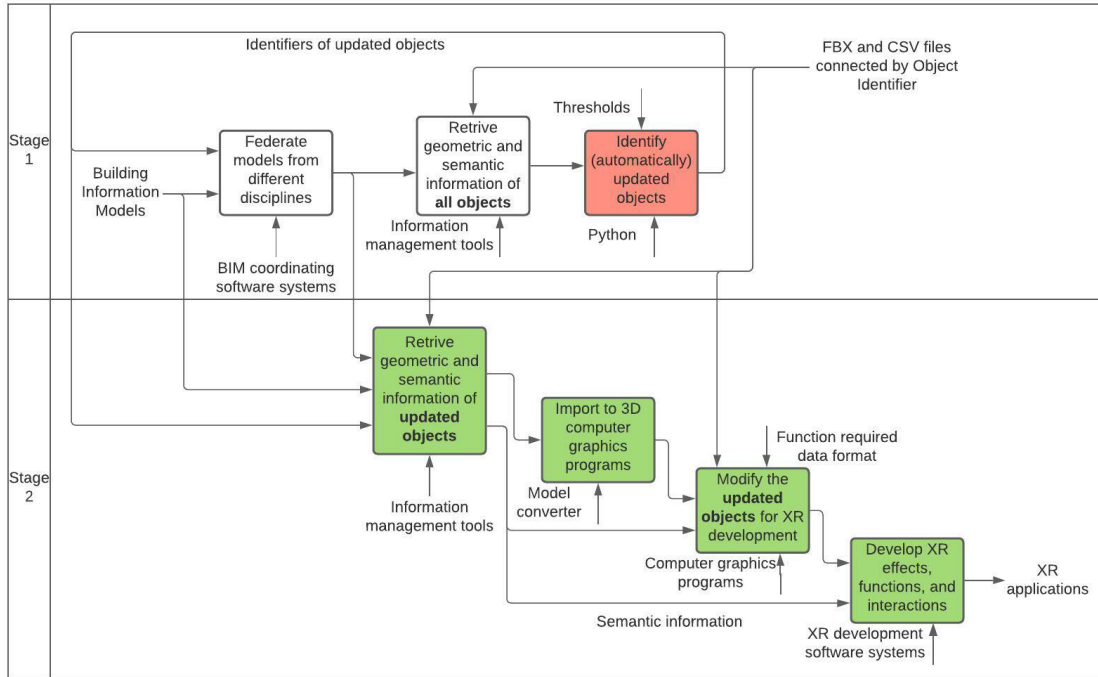 Identifiers of updated objects
FBX and CSV files
connected by Object
Identifier
Stage
1
Thresholds
Building
Information
Models
Federate
models from
different
disciplines
Retrive
geometric and
semantic
information of
all objects
Identify
(automatically)
updated
objects
BIM coordinating
software systems
Information
management tools
Python
Stage
2
Retrive
geometric and
semantic
information of
updated
objects
Information
management tools
Import to 3D
computer
graphics
programs
Model
converter
Function required
data format
Modify the
updated
objects for XR
development
Computer graphics
programs
Develop XR
effects,
functions, and
interactions
XR
applications
Semantic information
XR development
software systems